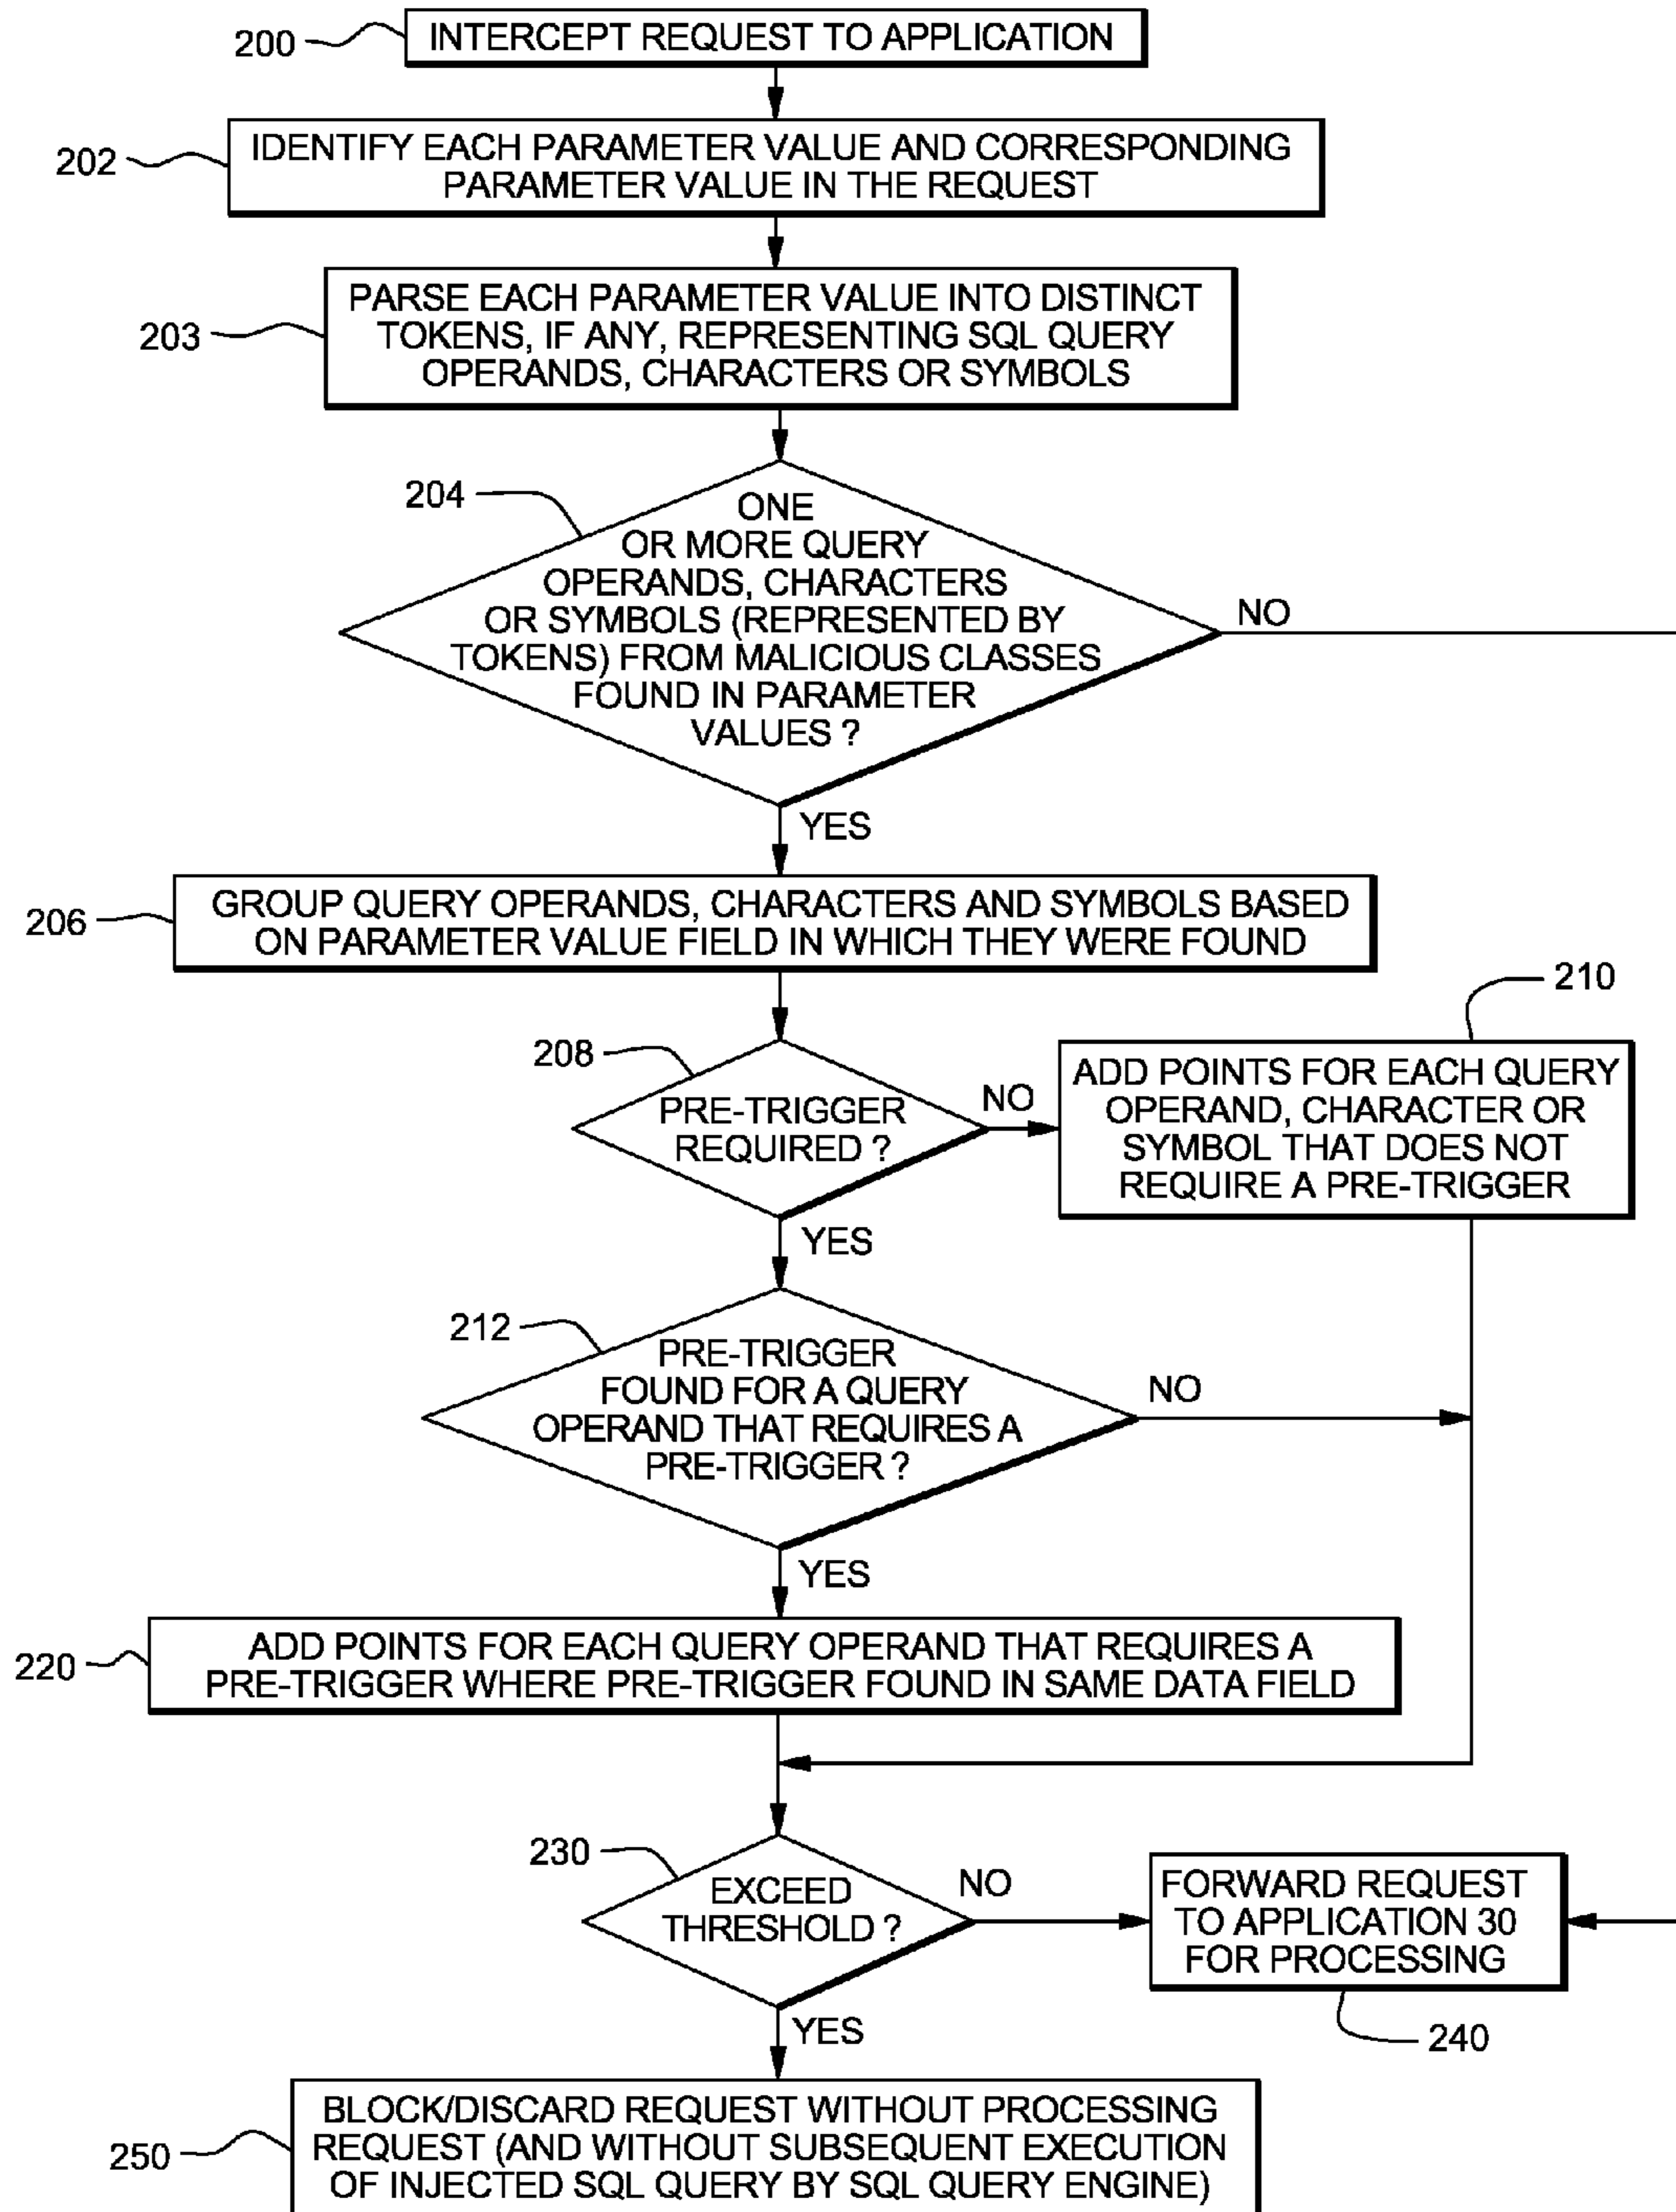 200
INTERCEPT REQUEST TO APPLICATION
202
IDENTIFY EACH PARAMETER VALUE AND CORRESPONDING
PARAMETER VALUE IN THE REQUEST
203
PARSE EACH PARAMETER VALUE INTO DISTINCT
TOKENS, IF ANY, REPRESENTING SQL QUERY
OPERANDS, CHARACTERS OR SYMBOLS
204
ONE
OR MORE QUERY
OPERANDS, CHARACTERS
OR SYMBOLS (REPRESENTED BY
TOKENS) FROM MALICIOUS CLASSES
FOUND IN PARAMETER
VALUES ?
NO
YES
206
GROUP QUERY OPERANDS, CHARACTERS AND SYMBOLS BASED
ON PARAMETER VALUE FIELD IN WHICH THEY WERE FOUND
208
PRE-TRIGGER
REQUIRED ?
NO
YES
210
ADD POINTS FOR EACH QUERY
OPERAND, CHARACTER OR
SYMBOL THAT DOES NOT
REQUIRE A PRE-TRIGGER
212
PRE-TRIGGER
FOUND FOR A QUERY
OPERAND THAT REQUIRES A
PRE-TRIGGER ?
NO
YES
220
ADD POINTS FOR EACH QUERY OPERAND THAT REQUIRES A
PRE-TRIGGER WHERE PRE-TRIGGER FOUND IN SAME DATA FIELD
230
EXCEED
THRESHOLD ?
NO
YES
FORWARD REQUEST
TO APPLICATION 30
FOR PROCESSING
240
250
BLOCK/DISCARD REQUEST WITHOUT PROCESSING
REQUEST (AND WITHOUT SUBSEQUENT EXECUTION
OF INJECTED SQL QUERY BY SQL QUERY ENGINE)